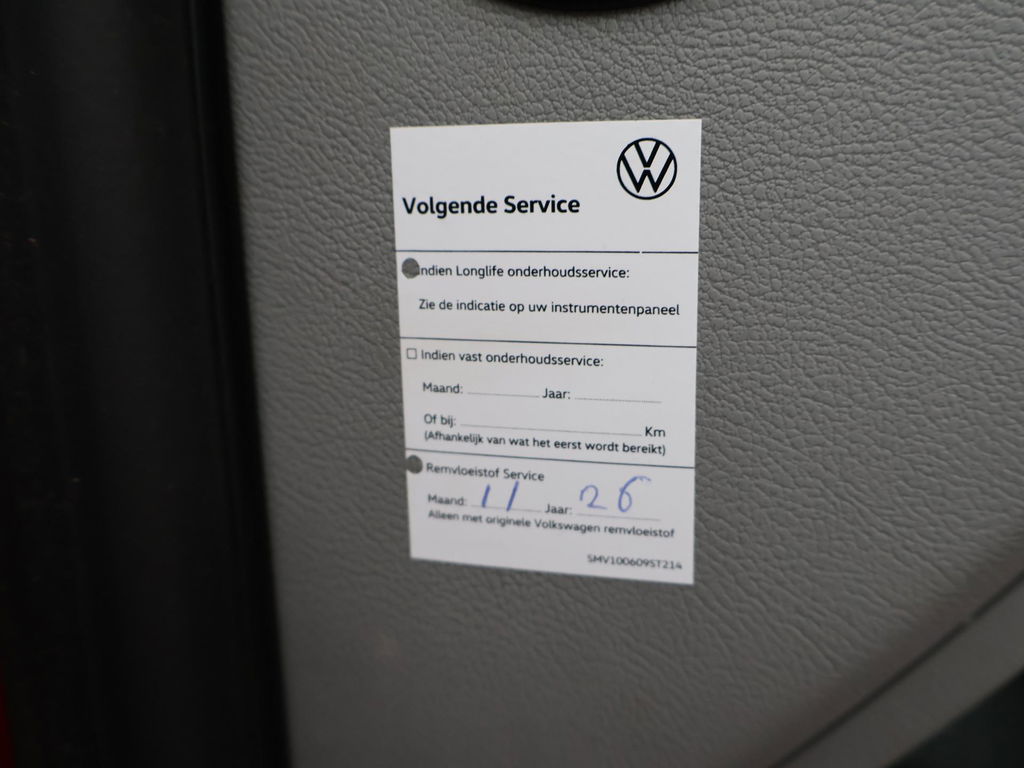 Volgende Service
Indien Longlife onderhoudsservice:
Zie de indicatie op uw instrumentenpaneel
Indien vast onderhoudsservice:
Maand: Jaar:
Of bij: Km
(Afhankelijk van wat het eerst wordt bereikt)
Remvloeistof Service
Maand: 11 Jaar: 26
Alleen met originele Volkswagen remvloeistof
SMV100609ST214